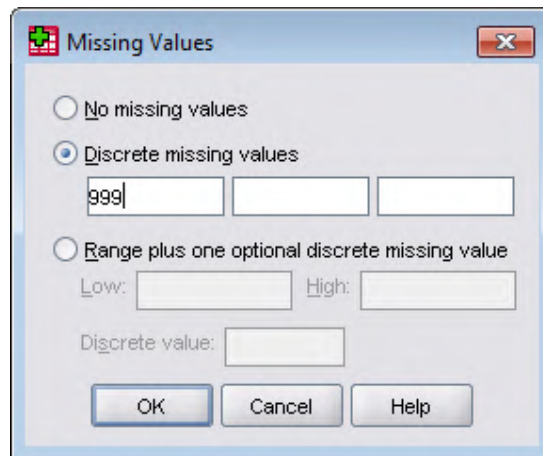 Missing Values
No missing values
Discrete missing values
999
Range plus one optional discrete missing value
Low: High:
Discrete value:
OK Cancel Help